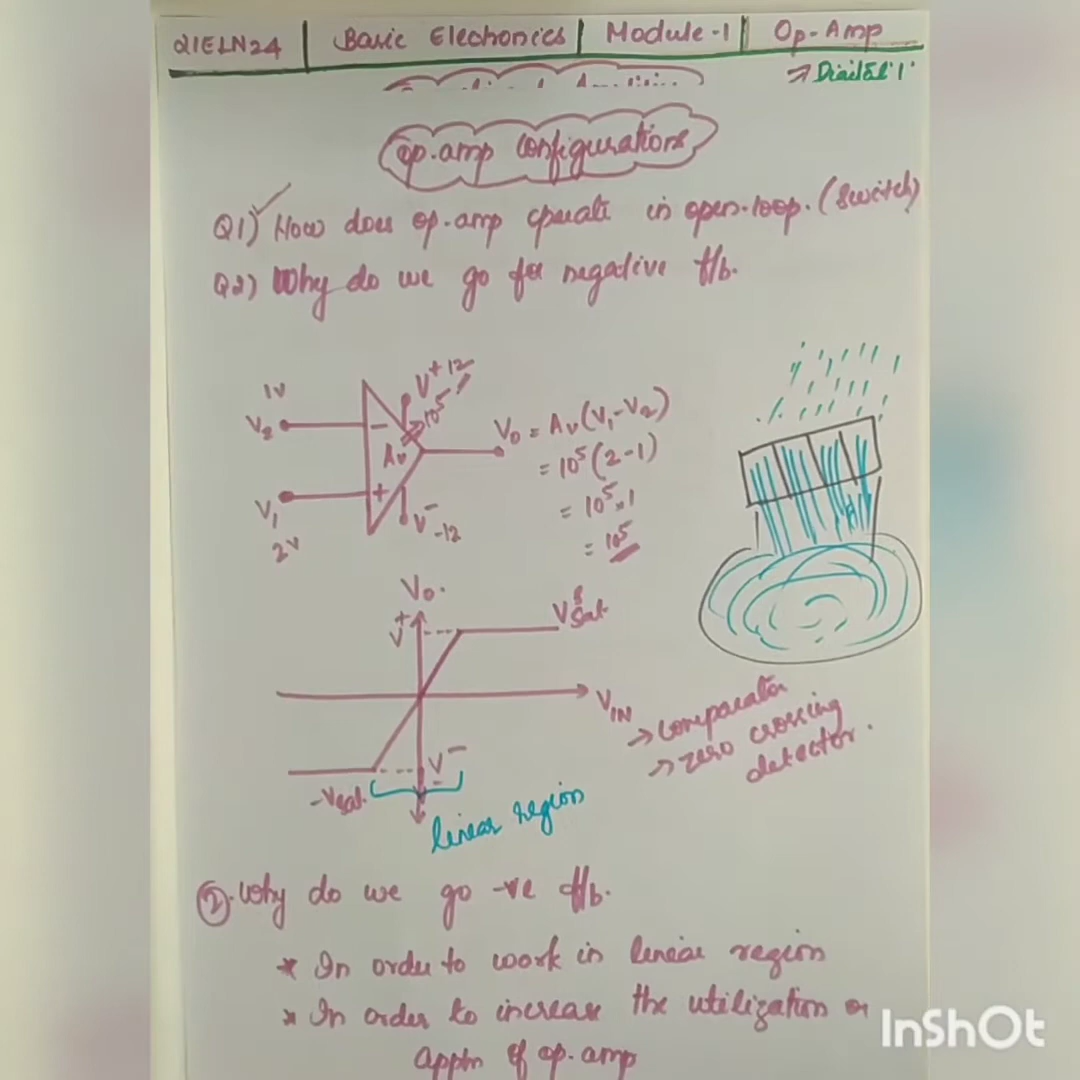 21ELN24 | Basic Electronics | Module-1 | Op-Amp
op.amp configurations
Q1) How does op.amp operate in open-loop. (Switch)
Q2) Why do we go for negative f/b.
1V
V2
V+ +12
10^5
Av
V1
2V
V- -12
Vo = Av(V1-V2)
= 10^5 (2-1)
= 10^5 x 1
= 10^5
Vo.
V+
Vsat
VIN
V-
-Vsat.
linear region
→ comparator
→ zero crossing
detector.
2. Why do we go -ve f/b.
* In order to work in linear region
* In order to increase the utilization or
appln of op.amp
InShOt